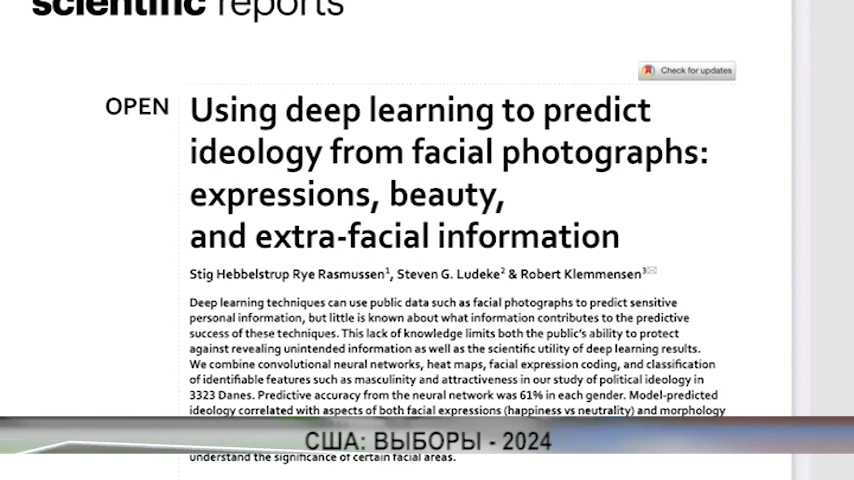 scientific reports
Check for updates
OPEN
Using deep learning to predict
ideology from facial photographs:
expressions, beauty,
and extra-facial information
Stig Hebbelstrup Rye Rasmussen1, Steven G. Ludeke2 & Robert Klemmensen3✉
Deep learning techniques can use public data such as facial photographs to predict sensitive
personal information, but little is known about what information contributes to the predictive
success of these techniques. This lack of knowledge limits both the public's ability to protect
against revealing unintended information as well as the scientific utility of deep learning results.
We combine convolutional neural networks, heat maps, facial expression coding, and classification
of identifiable features such as masculinity and attractiveness in our study of political ideology in
3323 Danes. Predictive accuracy from the neural network was 61% in each gender. Model-predicted
ideology correlated with aspects of both facial expressions (happiness vs neutrality) and morphology
США: ВЫБОРЫ - 2024
understand the significance of certain facial areas.